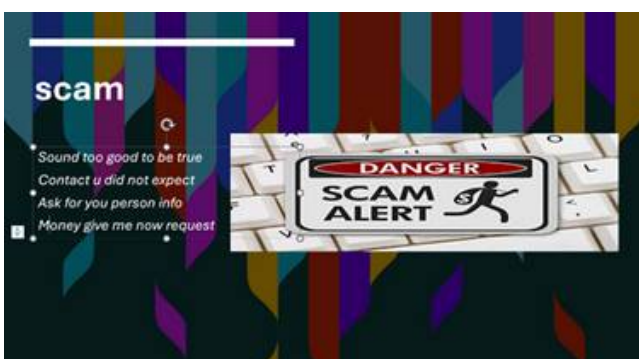 scam
Sound too good to be true
Contact u did not expect
Ask for you person info
Money give me now request
DANGER
SCAM
ALERT